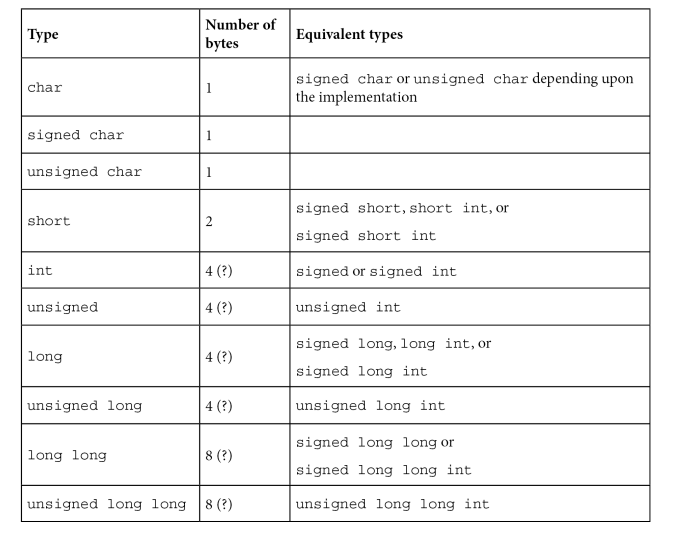 Type Number of bytes Equivalent types
char 1 signed char or unsigned char depending upon
the implementation
signed char 1
unsigned char 1
short 2 signed short, short int, or
signed short int
int 4 (?) signed or signed int
unsigned 4 (?) unsigned int
long 4 (?) signed long, long int, or
signed long int
unsigned long 4 (?) unsigned long int
long long 8 (?) signed long long or
signed long long int
unsigned long long 8 (?) unsigned long long int